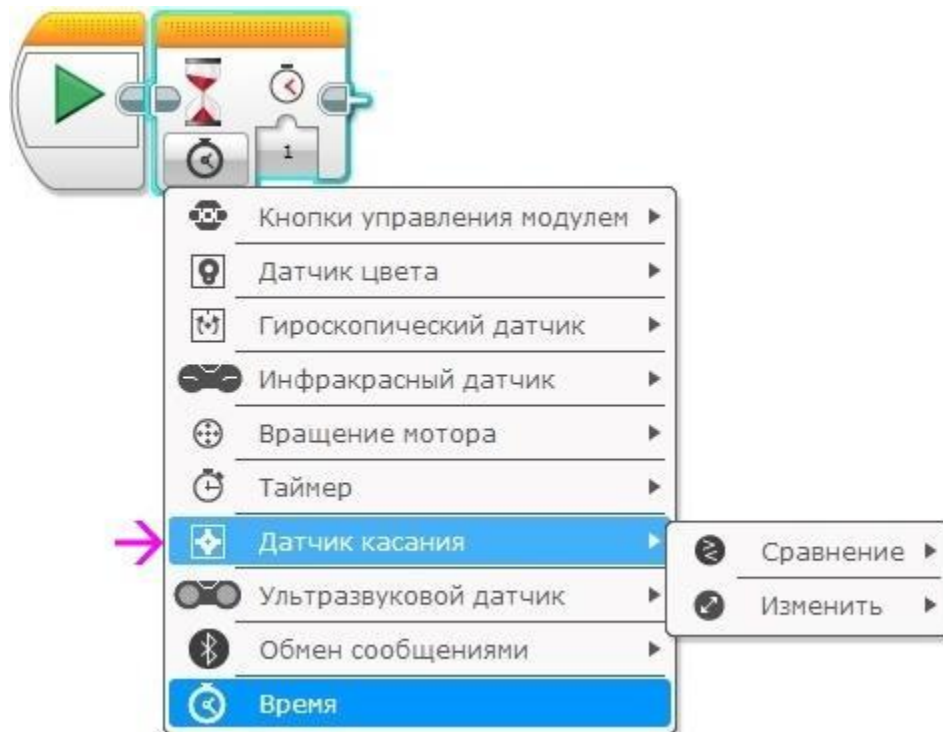 1
Кнопки управления модулем
Датчик цвета
Гироскопический датчик
Инфракрасный датчик
Вращение мотора
Таймер
Датчик касания
Сравнение
Ультразвуковой датчик
Изменить
Обмен сообщениями
Время